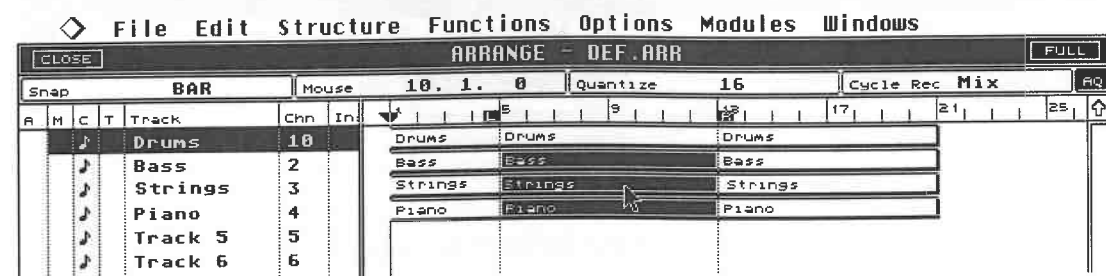 File Edit Structure Functions Options Modules Windows
CLOSE ARRANGE - DEF.ARR FULL
Snap BAR Mouse 10. 1. 0 Quantize 16 Cycle Rec Mix AQ
A M C T Track Chn In 1 L 5 9 13 17 21 25
Drums 10 Drums Drums Drums
Bass 2 Bass Bass Bass
Strings 3 Strings Strings Strings
Piano 4 Piano Piano Piano
Track 5 5
Track 6 6